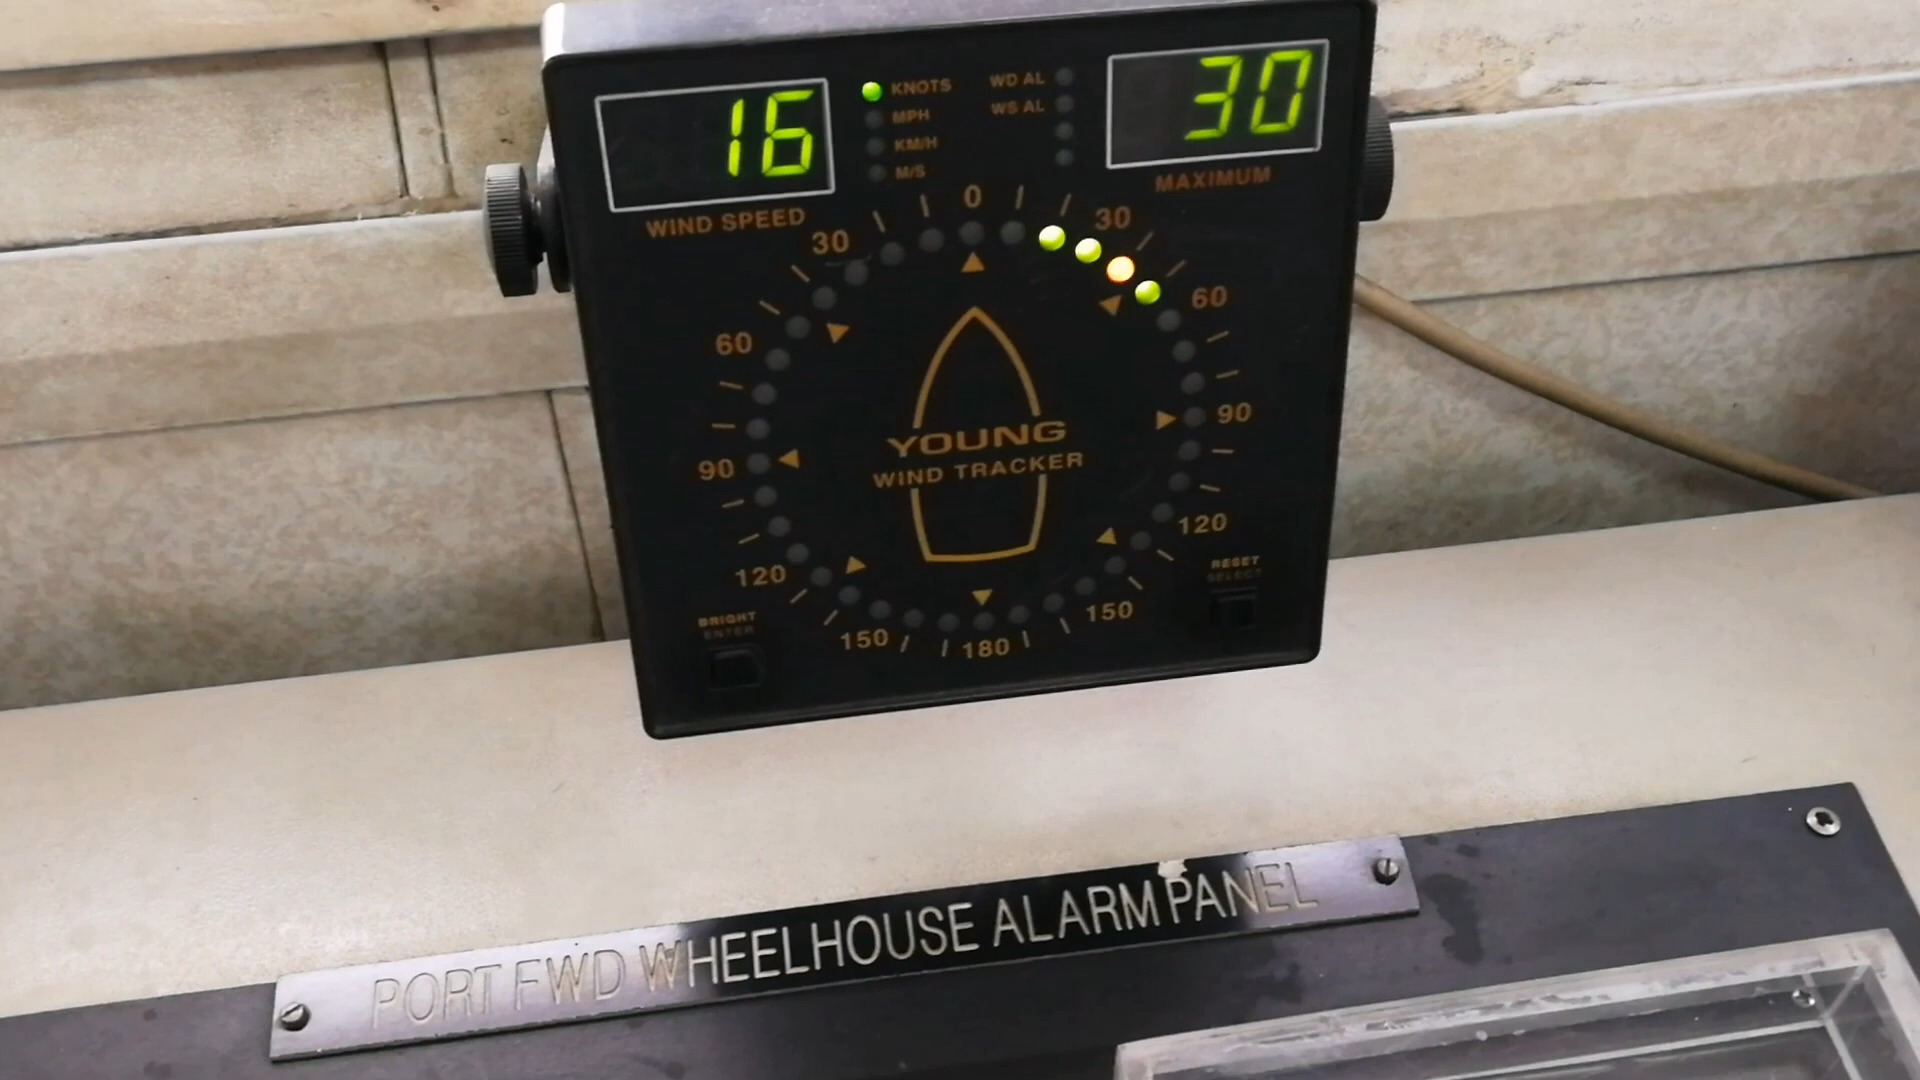 16
KNOTS
MPH
KM/H
M/S
WD AL
WS AL
30
WIND SPEED
MAXIMUM
0
30
30
60
60
90
90
120
120
150
150
180
YOUNG
WIND TRACKER
BRIGHT
ENTER
RESET
SELECT
PORT FWD WHEELHOUSE ALARM PANEL